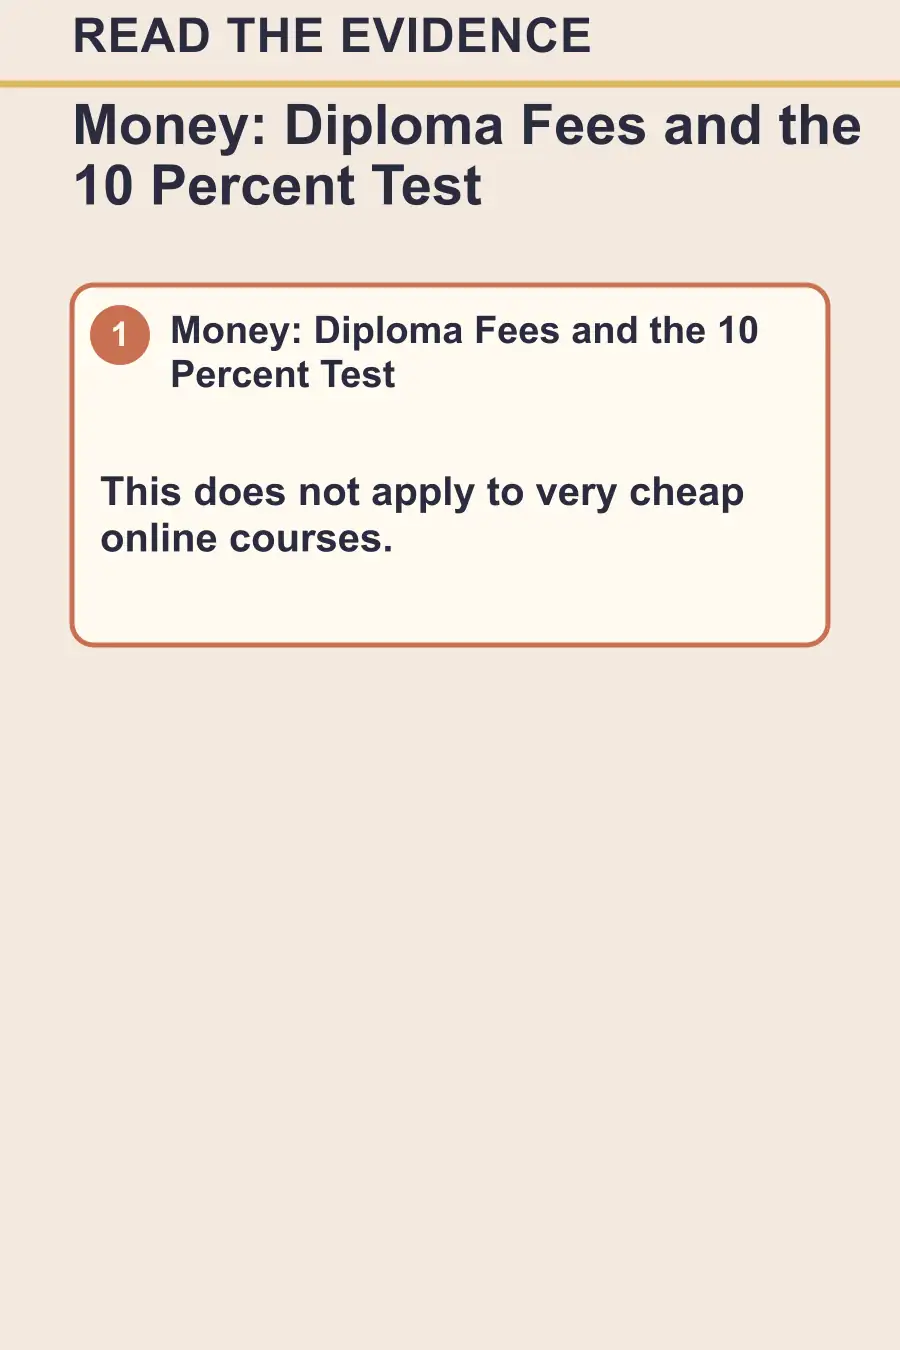 READ THE EVIDENCE
Money: Diploma Fees and the
10 Percent Test
1
Money: Diploma Fees and the 10
Percent Test
This does not apply to very cheap
online courses.